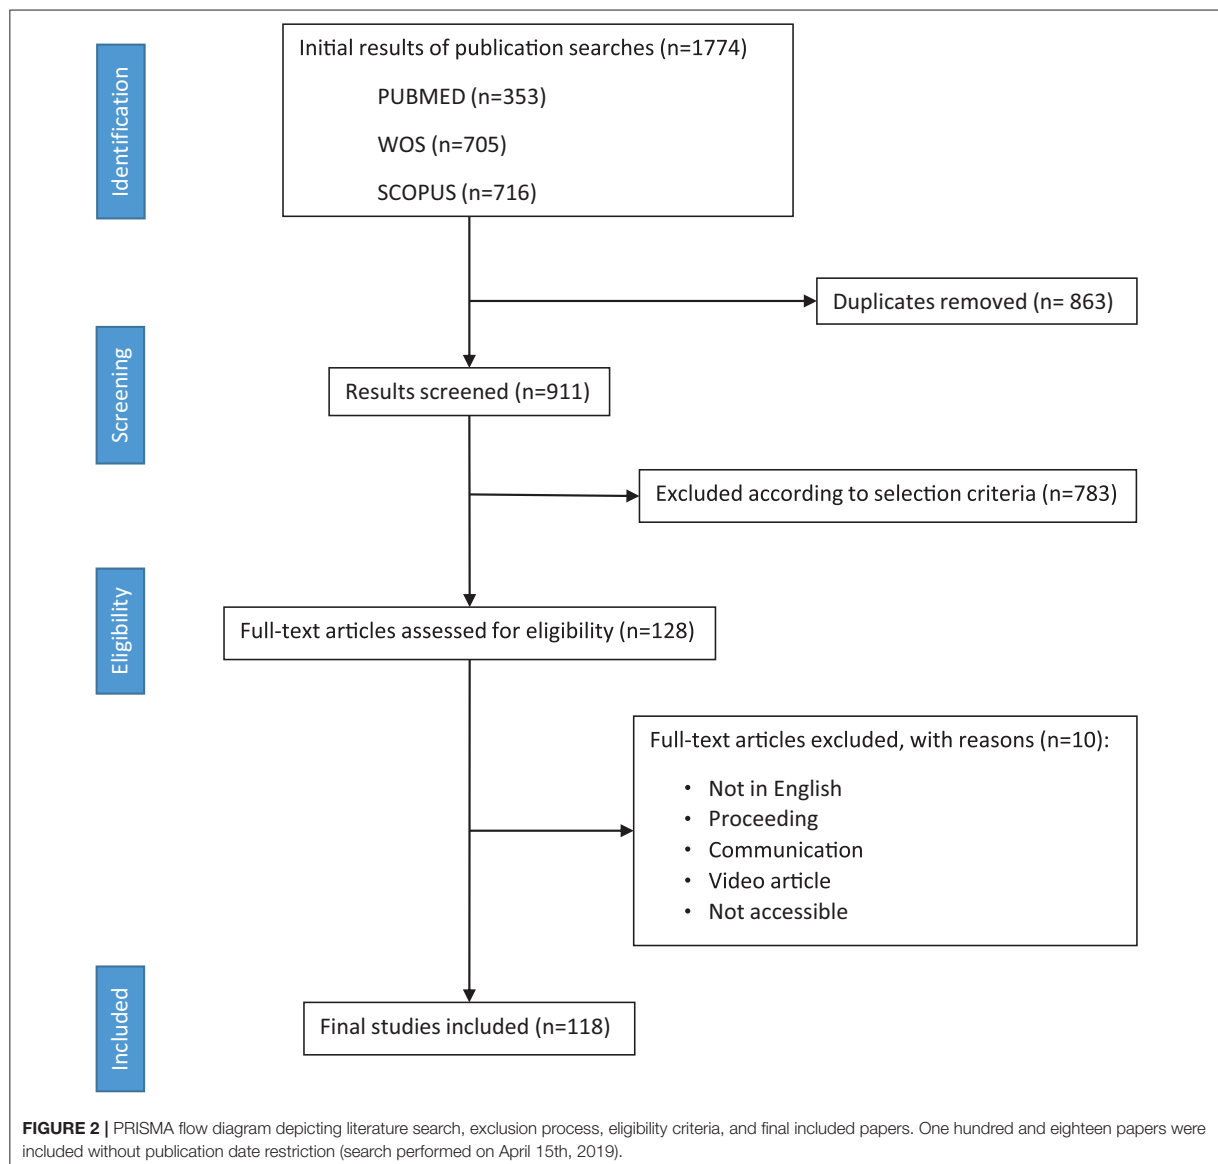 Identification
Initial results of publication searches (n=1774)
PUBMED (n=353)
WOS (n=705)
SCOPUS (n=716)
Duplicates removed (n= 863)
Screening
Results screened (n=911)
Excluded according to selection criteria (n=783)
Eligibility
Full-text articles assessed for eligibility (n=128)
Full-text articles excluded, with reasons (n=10):
• Not in English
• Proceeding
• Communication
• Video article
• Not accessible
Included
Final studies included (n=118)
FIGURE 2 | PRISMA flow diagram depicting literature search, exclusion process, eligibility criteria, and final included papers. One hundred and eighteen papers were
included without publication date restriction (search performed on April 15th, 2019).